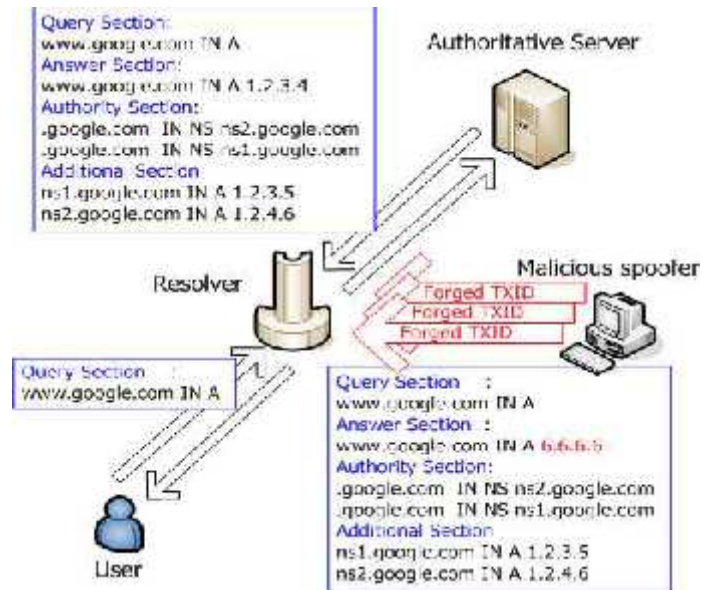 Query Section:
www.google.com IN A
Answer Section:
www.google.com IN A 1.2.3.4
Authority Section:
.google.com IN NS ns2.google.com
.google.com IN NS ns1.google.com
Additional Section
ns1.google.com IN A 1.2.3.5
ns2.google.com IN A 1.2.4.6
Authoritative Server
Resolver
Malicious spoofer
Forged TXID
Forged TXID
Forged TXID
Query Section :
www.google.com IN A
Query Section :
www.google.com IN A
Answer Section :
www.google.com IN A 6.6.6.6
Authority Section:
.google.com IN NS ns2.google.com
.google.com IN NS ns1.google.com
Additional Section
ns1.google.com IN A 1.2.3.5
ns2.google.com IN A 1.2.4.6
User